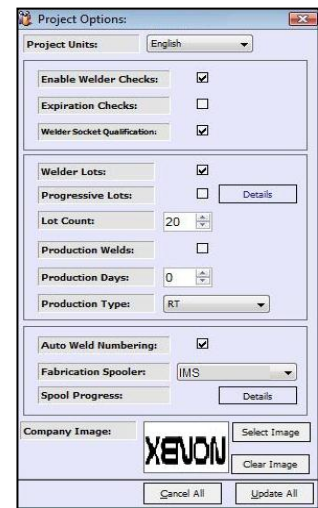 Project Options:
Project Units: English
Enable Welder Checks:
Expiration Checks:
Welder Socket Qualification:
Welder Lots:
Progressive Lots: Details
Lot Count: 20
Production Welds:
Production Days: 0
Production Type: RT
Auto Weld Numbering:
Fabrication Spooler: IMS
Spool Progress: Details
Company Image: XENON Select Image
Clear Image
Cancel All Update All